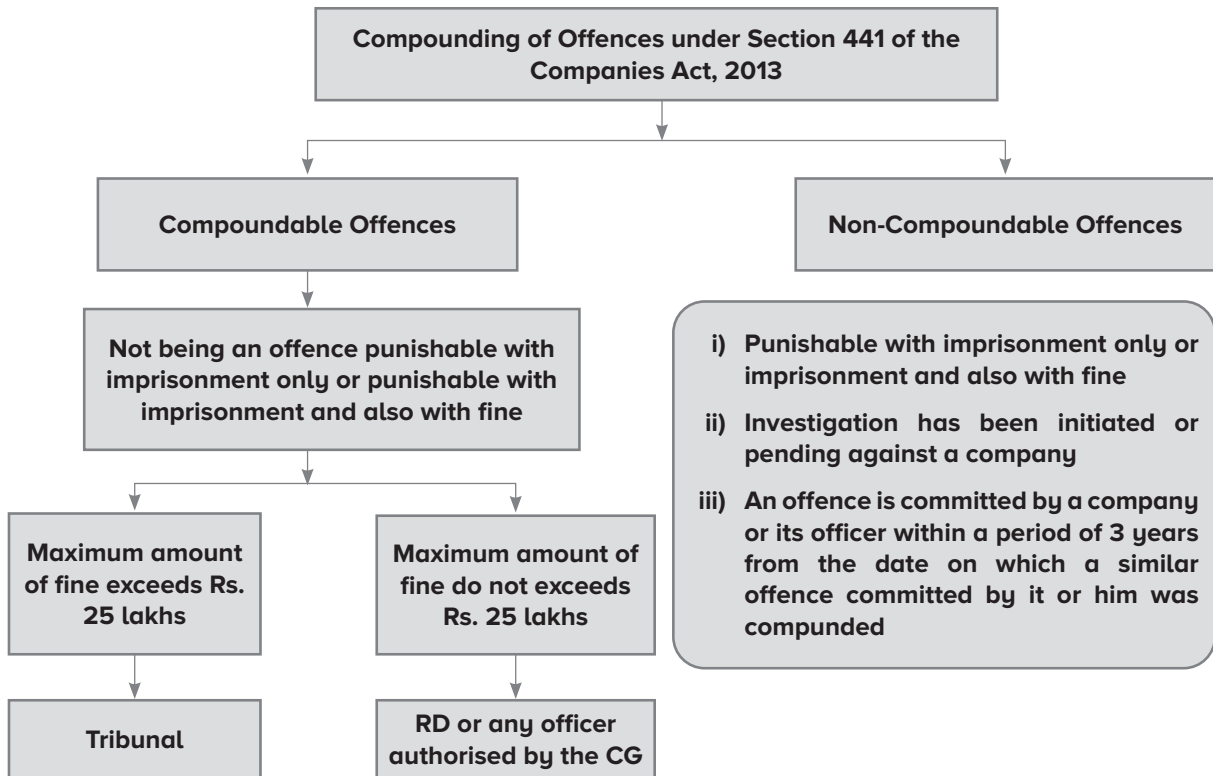 Compounding of Offences under Section 441 of the
Companies Act, 2013
Compoundable Offences
Non-Compoundable Offences
Not being an offence punishable with
imprisonment only or punishable with
imprisonment and also with fine
i) Punishable with imprisonment only or
imprisonment and also with fine
ii) Investigation has been initiated or
pending against a company
iii) An offence is committed by a company
or its officer within a period of 3 years
from the date on which a similar
offence committed by it or him was
compunded
Maximum amount
of fine exceeds Rs.
25 lakhs
Maximum amount of
fine do not exceeds
Rs. 25 lakhs
Tribunal
RD or any officer
authorised by the CG